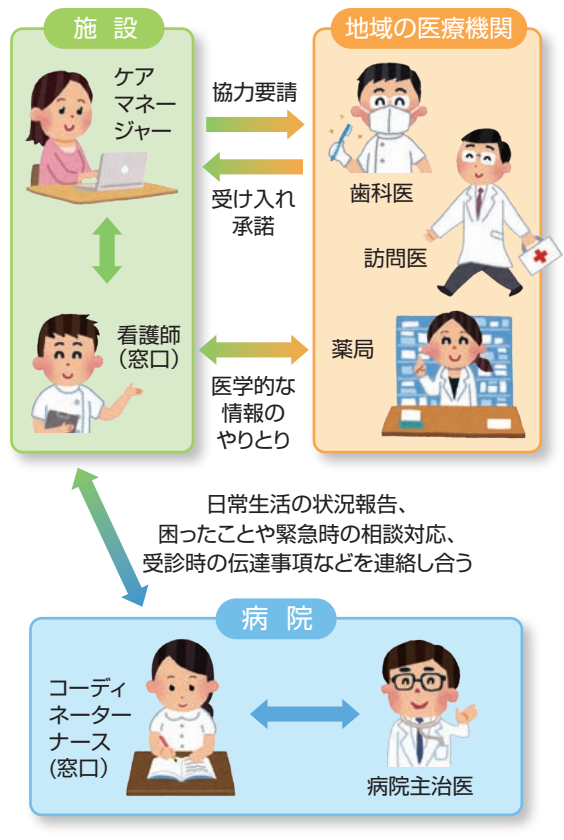 施設
ケア
マネー
ジャー
看護師
（窓口）
協力要請
受け入れ
承諾
医学的な
情報の
やりとり
地域の医療機関
歯科医
訪問医
薬局
日常生活の状況報告、
困ったことや緊急時の相談対応、
受診時の伝達事項などを連絡し合う
病院
コーディ
ネーター
ナース
(窓口）
病院主治医